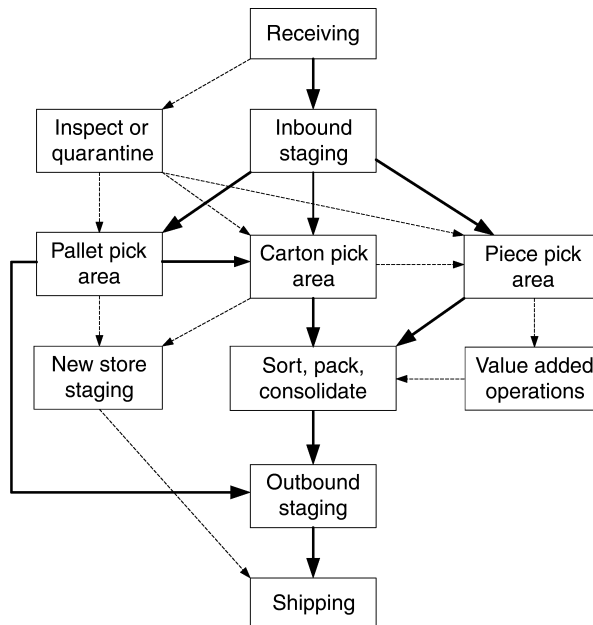 Receiving
Inspect or
quarantine
Inbound
staging
Pallet pick
area
Carton pick
area
Piece pick
area
New store
staging
Sort, pack,
consolidate
Value added
operations
Outbound
staging
Shipping